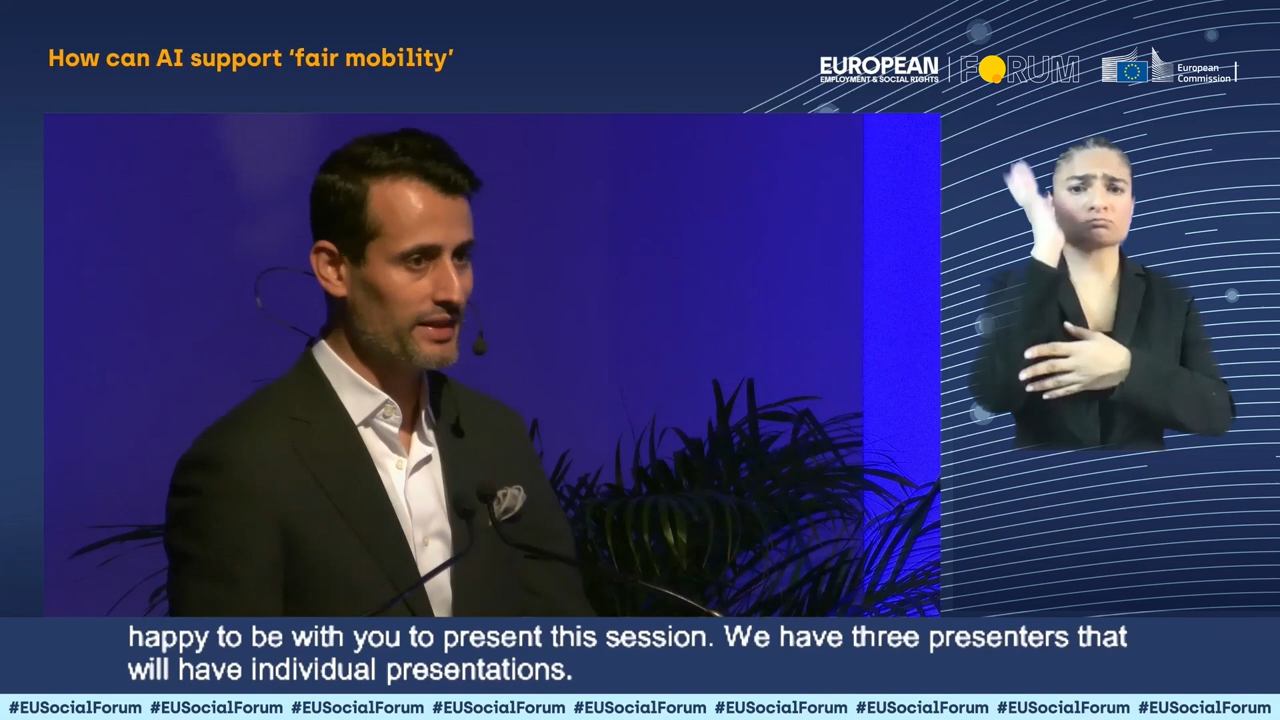 How can AI support ‘fair mobility’
EUROPEAN
EMPLOYMENT & SOCIAL RIGHTS
FORUM
European
Commission
happy to be with you to present this session. We have three presenters that
will have individual presentations.
#EUSocialForum #EUSocialForum #EUSocialForum #EUSocialForum #EUSocialForum #EUSocialForum #EUSocialForum #EUSocialForum #EUSocialForum